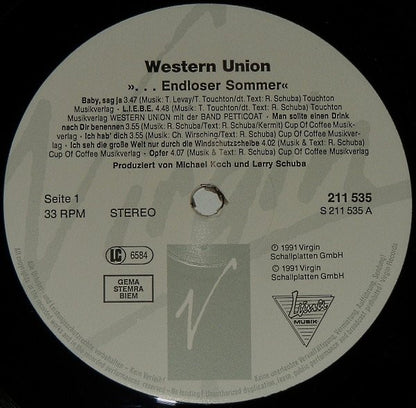 Western Union
». . . Endloser Sommer«
Baby, sag ja 3.47 (Musik: T. Levay/T. Touchton/dt. Text: R. Schuba) Touchton
Musikverlag - L.I.E.B.E. 4.48 (Musik: T. Touchton/dt. Text: R. Schuba) Touchton
Musikverlag WESTERN UNION mit der BAND PETTICOAT - Man sollte einen Drink
nach Dir benennen 3.55 (Musik: R. Schuba/Text: R. Schuba/Kermit) Cup Of Coffee Musik-
verlag - Ich hab' dich 3.55 (Musik: Ch. Wirsching/Text: R. Schuba) Cup Of Coffee Musik-
verlag - Ich seh die große Welt nur durch die Windschutzscheibe 4.02 (Musik & Text: R. Schuba)
Cup Of Coffee Musikverlag - Opfer 4.07 (Musik & Text: R. Schuba) Cup Of Coffee Musikverlag
Produziert von Michael Koch und Larry Schuba
Seite 1
33 RPM STEREO
211 535
S 211 535 A
LC 6584
GEMA
STEMRA
BIEM
℗ 1991 Virgin
Schallplatten GmbH
© 1991 Virgin
Schallplatten GmbH
MUSIK
Virgin